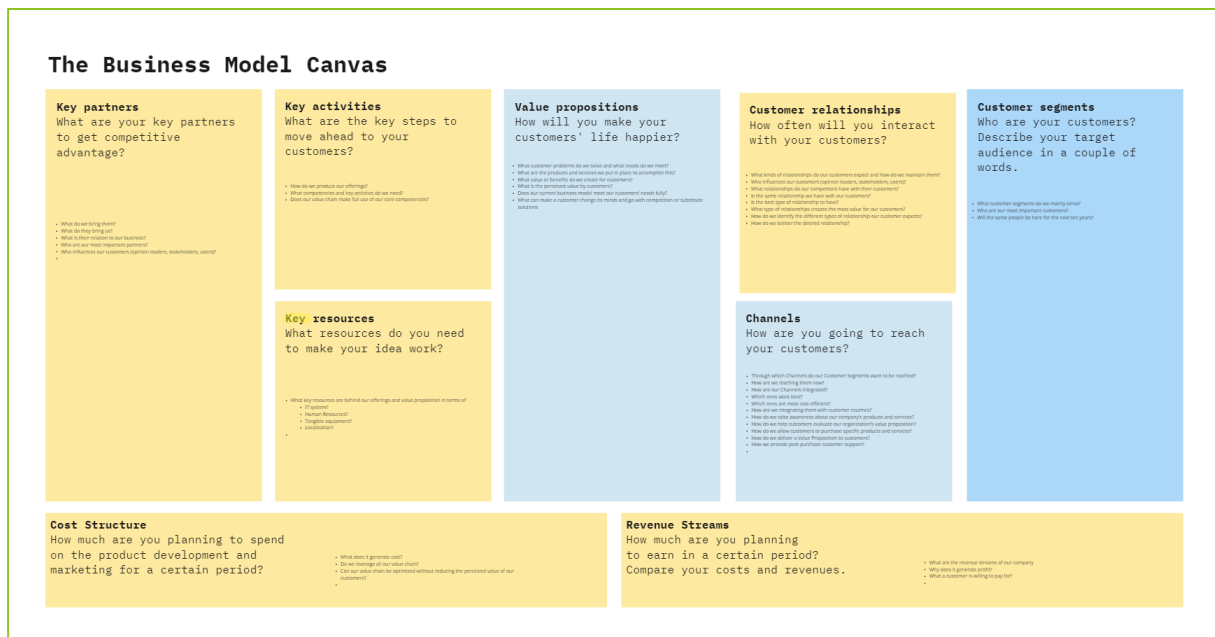 The Business Model Canvas
Key partners
What are your key partners
to get competitive
advantage?
What do we bring them?
What do they bring us?
What is their relation to our business?
Who are our most important partners?
Who influences our customers (opinion leaders, stakeholders, users)?
Key activities
What are the key steps to
move ahead to your
customers?
How do we produce our offerings?
What competencies and key activities do we need?
Does our value chain make full use of our core competencies?
Key resources
What resources do you need
to make your idea work?
What key resources are behind our offerings and value proposition in terms of
IT system?
Human Resources?
Tangible equipment?
Localization?
Value propositions
How will you make your
customers' life happier?
What customer problems do we solve and what needs do we meet?
What are the products and services we put in place to accomplish this?
What value or benefits do we create for customers?
What is the perceived value by customers?
Does our current business model meet our customers' needs fully?
What can make a customer change its minds and go with competition or substitute
solutions
Customer relationships
How often will you interact
with your customers?
What kinds of relationships do our customers expect and how do we maintain them?
Who influences our customers (opinion leaders, stakeholders, users)?
What relationships do our competitors have with their customers?
Is the same relationship we have with our customers?
Is the best type of relationship to have?
What type of relationships creates the most value for our customers?
How do we identify the different types of relationship our customer expects?
How do we bolster the desired relationship?
Channels
How are you going to reach
your customers?
Through which Channels do our Customer Segments want to be reached?
How are we reaching them now?
How are our Channels integrated?
Which ones work best?
Which ones are most cost-efficient?
How are we integrating them with customer routines?
How do we raise awareness about our company's products and services?
How do we help customers evaluate our organization's value proposition?
How do we allow customers to purchase specific products and services?
How do we deliver a Value Proposition to customers?
How we provide post-purchase customer support?
Customer segments
Who are your customers?
Describe your target
audience in a couple of
words.
What customer segments do we mainly serve?
Who are our most important customers?
Will the same people be here for the next ten years?
Cost Structure
How much are you planning to spend
on the product development and
marketing for a certain period?
What does it generate cost?
Do we leverage all our value chain?
Can our value chain be optimized without reducing the perceived value of our
customers?
Revenue Streams
How much are you planning
to earn in a certain period?
Compare your costs and revenues.
What are the revenue streams of our company
Why does it generate profit?
What a customer is willing to pay for?